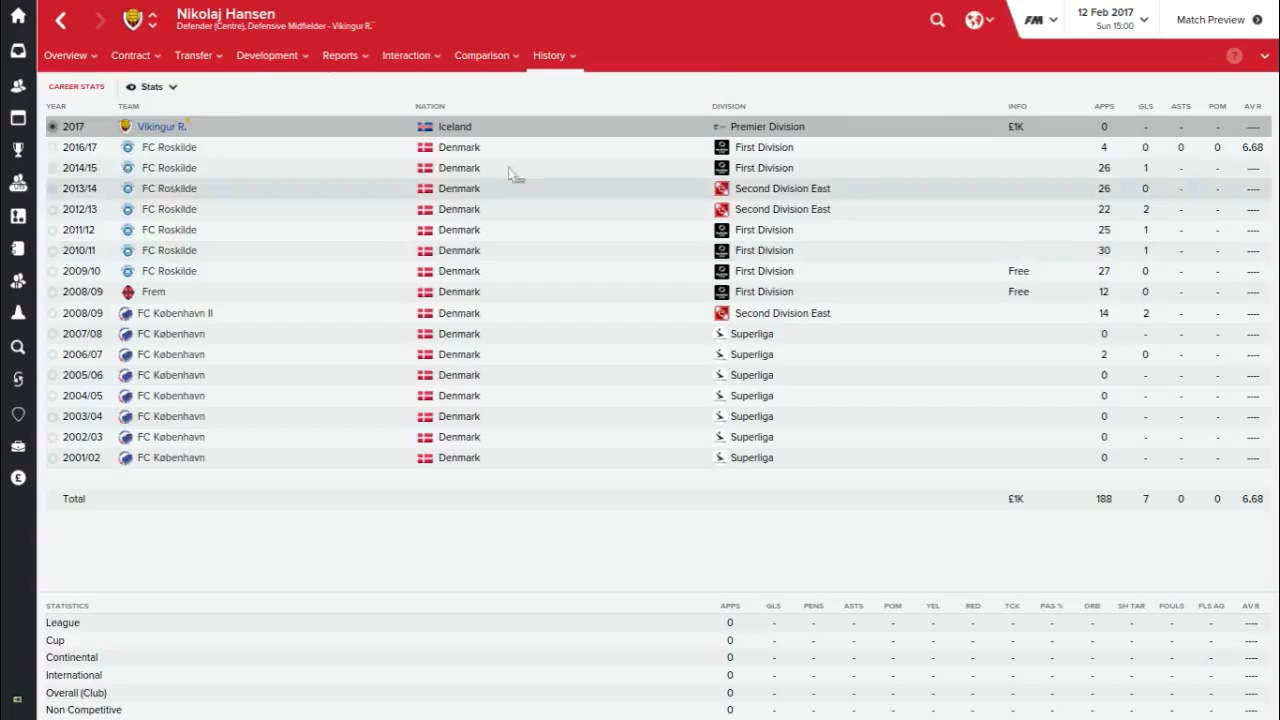 Nikolaj Hansen
Defender (Centre), Defensive Midfielder - Víkingur R.
FM
12 Feb 2017
Sun 15:00
Match Preview
Overview Contract Transfer Development Reports Interaction Comparison History
CAREER STATS Stats
YEAR TEAM NATION DIVISION INFO APPS GLS ASTS POM AV R
2017 Víkingur R. Iceland Premier Division £1K 0 - - - ----
2016/17 FC Roskilde Denmark First Division 4 0 0 0 6.68
2014/15 FC Roskilde Denmark First Division 26 1 - - ----
2013/14 FC Roskilde Denmark Second Division East 26 0 - - ----
2012/13 FC Roskilde Denmark Second Division East 22 2 - - ----
2011/12 FC Roskilde Denmark First Division 25 1 - - ----
2010/11 FC Roskilde Denmark First Division 30 1 - - ----
2009/10 FC Roskilde Denmark First Division Free 27 0 - - ----
2008/09 Frem Denmark First Division Free 12 0 - - ----
2008/09 FC København II Denmark Second Division East 14 2 - - ----
2007/08 FC København Denmark Superliga 0 - - - ----
2006/07 FC København Denmark Superliga 2 0 - - ----
2005/06 FC København Denmark Superliga 0 - - - ----
2004/05 FC København Denmark Superliga 0 - - - ----
2003/04 FC København Denmark Superliga 0 - - - ----
2002/03 FC København Denmark Superliga 0 - - - ----
2001/02 FC København Denmark Superliga 0 - - - ----
Total £1K 188 7 0 0 6.68
STATISTICS APPS GLS PENS ASTS POM YEL RED TCK PAS % DRB SH TAR FOULS FLS AG AV R
League 0 - - - - - - - - - - - - ----
Cup 0 - - - - - - - - - - - - ----
Continental 0 - - - - - - - - - - - - ----
International 0 - - - - - - - - - - - - ----
Overall (Club) 0 - - - - - - - - - - - - ----
Non Competitive 0 - - - - - - - - - - - - ----